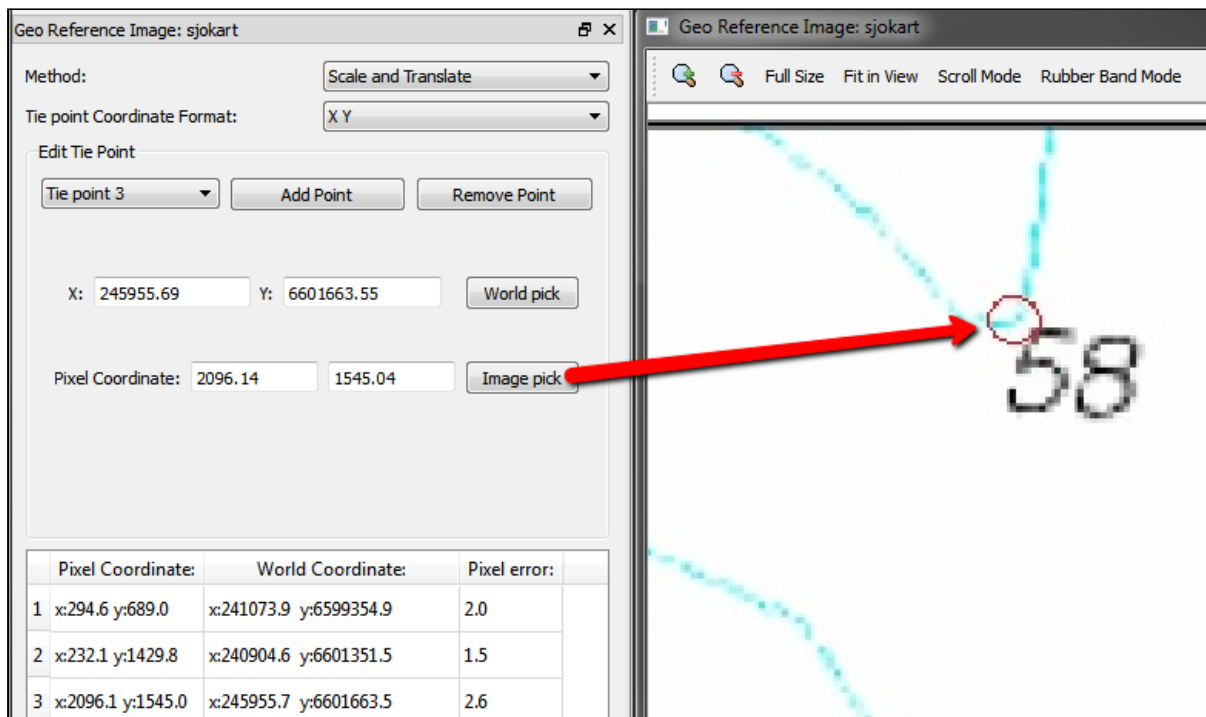 Geo Reference Image: sjokart
Method: Scale and Translate
Tie point Coordinate Format: X Y
Edit Tie Point
Tie point 3 Add Point Remove Point
X: 245955.69 Y: 6601663.55 World pick
Pixel Coordinate: 2096.14 1545.04 Image pick
Pixel Coordinate: World Coordinate: Pixel error:
1 x:294.6 y:689.0 x:241073.9 y:6599354.9 2.0
2 x:232.1 y:1429.8 x:240904.6 y:6601351.5 1.5
3 x:2096.1 y:1545.0 x:245955.7 y:6601663.5 2.6
Geo Reference Image: sjokart
Full Size Fit in View Scroll Mode Rubber Band Mode
58